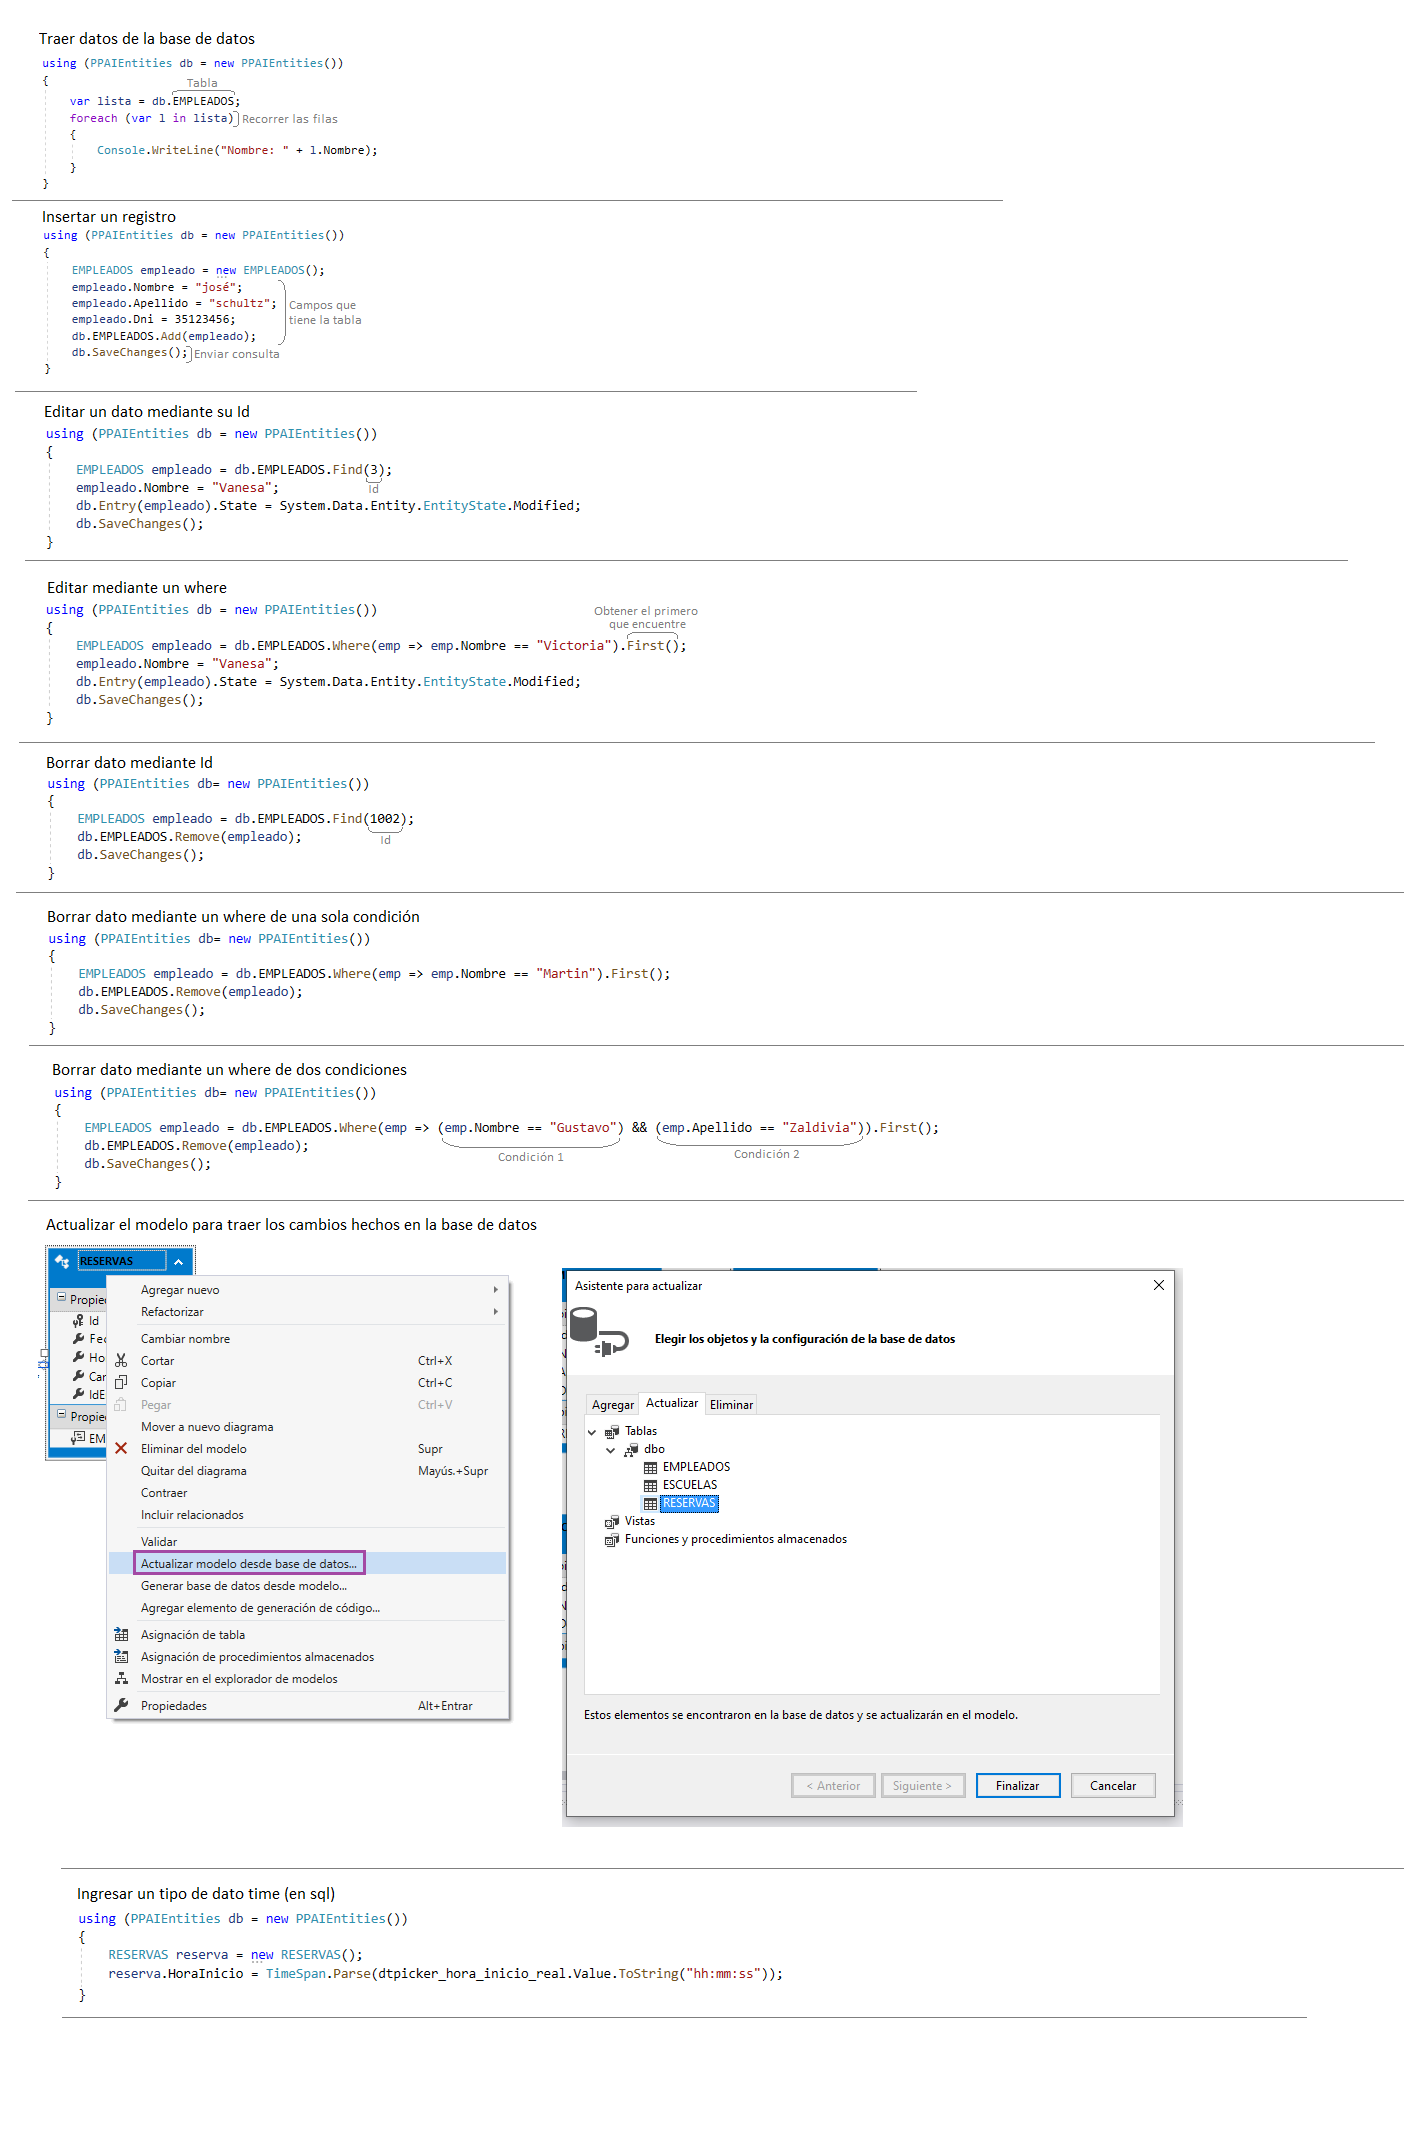 Traer datos de la base de datos
using (PPAIEntities db = new PPAIEntities())
{
Tabla
var lista = db.EMPLEADOS;
foreach (var l in lista) Recorrer las filas
{
Console.WriteLine("Nombre: " + l.Nombre);
}
}
Insertar un registro
using (PPAIEntities db = new PPAIEntities())
{
EMPLEADOS empleado = new EMPLEADOS();
empleado.Nombre = "josé";
empleado.Apellido = "schultz"; Campos que
empleado.Dni = 35123456; tiene la tabla
db.EMPLEADOS.Add(empleado);
db.SaveChanges(); Enviar consulta
}
Editar un dato mediante su Id
using (PPAIEntities db = new PPAIEntities())
{
EMPLEADOS empleado = db.EMPLEADOS.Find(3);
empleado.Nombre = "Vanesa"; Id
db.Entry(empleado).State = System.Data.Entity.EntityState.Modified;
db.SaveChanges();
}
Editar mediante un where
using (PPAIEntities db = new PPAIEntities())
Obtener el primero
{
que encuentre
EMPLEADOS empleado = db.EMPLEADOS.Where(emp => emp.Nombre == "Victoria").First();
empleado.Nombre = "Vanesa";
db.Entry(empleado).State = System.Data.Entity.EntityState.Modified;
db.SaveChanges();
}
Borrar dato mediante Id
using (PPAIEntities db= new PPAIEntities())
{
EMPLEADOS empleado = db.EMPLEADOS.Find(1002);
db.EMPLEADOS.Remove(empleado); Id
db.SaveChanges();
}
Borrar dato mediante un where de una sola condición
using (PPAIEntities db= new PPAIEntities())
{
EMPLEADOS empleado = db.EMPLEADOS.Where(emp => emp.Nombre == "Martin").First();
db.EMPLEADOS.Remove(empleado);
db.SaveChanges();
}
Borrar dato mediante un where de dos condiciones
using (PPAIEntities db= new PPAIEntities())
{
EMPLEADOS empleado = db.EMPLEADOS.Where(emp => (emp.Nombre == "Gustavo") && (emp.Apellido == "Zaldivia")).First();
db.EMPLEADOS.Remove(empleado);
Condición 1 Condición 2
db.SaveChanges();
}
Actualizar el modelo para traer los cambios hechos en la base de datos
RESERVAS
Propie
Id
Fec
Ho
Car
IdE
Propie
EM
Agregar nuevo
Refactorizar
Cambiar nombre
Cortar Ctrl+X
Copiar Ctrl+C
Pegar Ctrl+V
Mover a nuevo diagrama
Eliminar del modelo Supr
Quitar del diagrama Mayús.+Supr
Contraer
Incluir relacionados
Validar
Actualizar modelo desde base de datos...
Generar base de datos desde modelo...
Agregar elemento de generación de código...
Asignación de tabla
Asignación de procedimientos almacenados
Mostrar en el explorador de modelos
Propiedades Alt+Entrar
Asistente para actualizar
Elegir los objetos y la configuración de la base de datos
Agregar Actualizar Eliminar
Tablas
dbo
EMPLEADOS
ESCUELAS
RESERVAS
Vistas
Funciones y procedimientos almacenados
Estos elementos se encontraron en la base de datos y se actualizarán en el modelo.
< Anterior Siguiente > Finalizar Cancelar
Ingresar un tipo de dato time (en sql)
using (PPAIEntities db = new PPAIEntities())
{
RESERVAS reserva = new RESERVAS();
reserva.HoraInicio = TimeSpan.Parse(dtpicker_hora_inicio_real.Value.ToString("hh:mm:ss"));
}